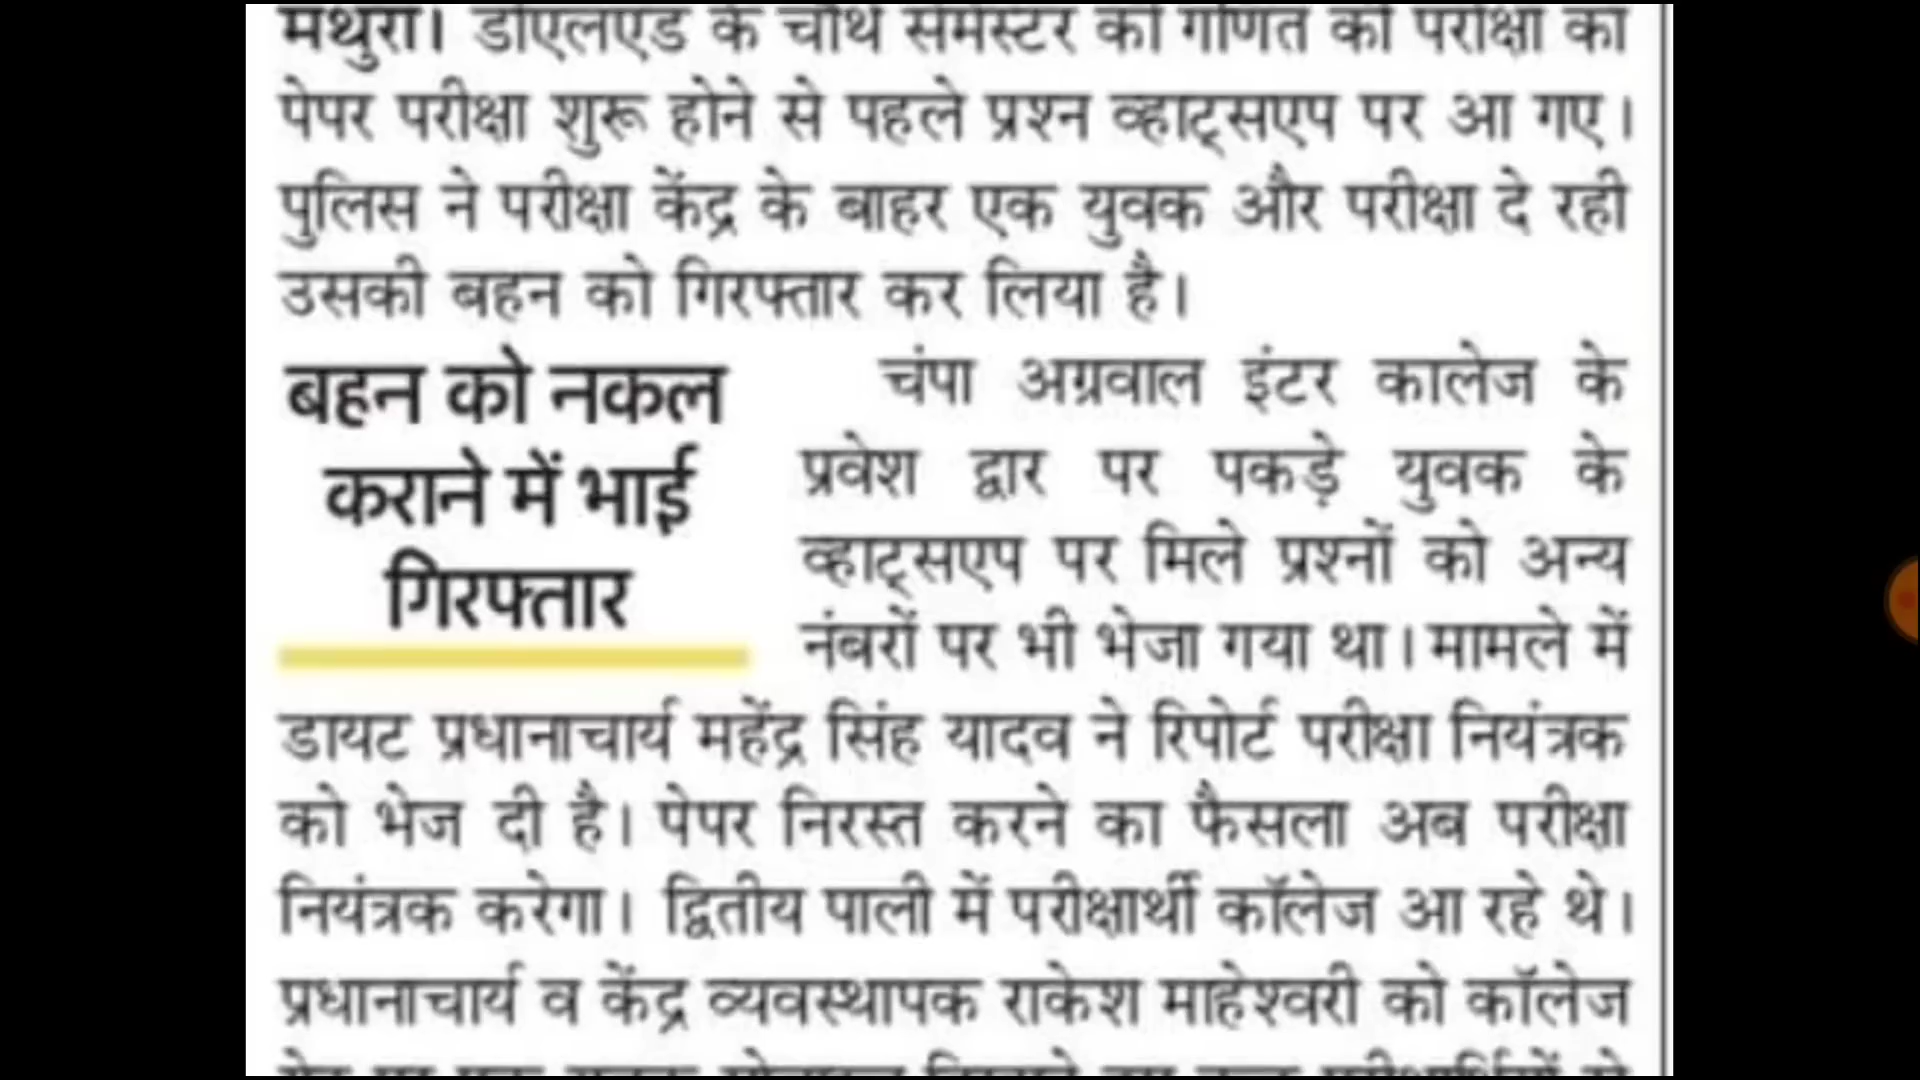 मथुरा। डीएलएड के चौथे सेमेस्टर की गणित की परीक्षा का
पेपर परीक्षा शुरू होने से पहले प्रश्न व्हाट्सएप पर आ गए।
पुलिस ने परीक्षा केंद्र के बाहर एक युवक और परीक्षा दे रही
उसकी बहन को गिरफ्तार कर लिया है।
बहन को नकल
कराने में भाई
गिरफ्तार
चंपा अग्रवाल इंटर कालेज के
प्रवेश द्वार पर पकड़े युवक के
व्हाट्सएप पर मिले प्रश्नों को अन्य
नंबरों पर भी भेजा गया था। मामले में
डायट प्रधानाचार्य महेंद्र सिंह यादव ने रिपोर्ट परीक्षा नियंत्रक
को भेज दी है। पेपर निरस्त करने का फैसला अब परीक्षा
नियंत्रक करेगा। द्वितीय पाली में परीक्षार्थी कॉलेज आ रहे थे।
प्रधानाचार्य व केंद्र व्यवस्थापक राकेश माहेश्वरी को कॉलेज